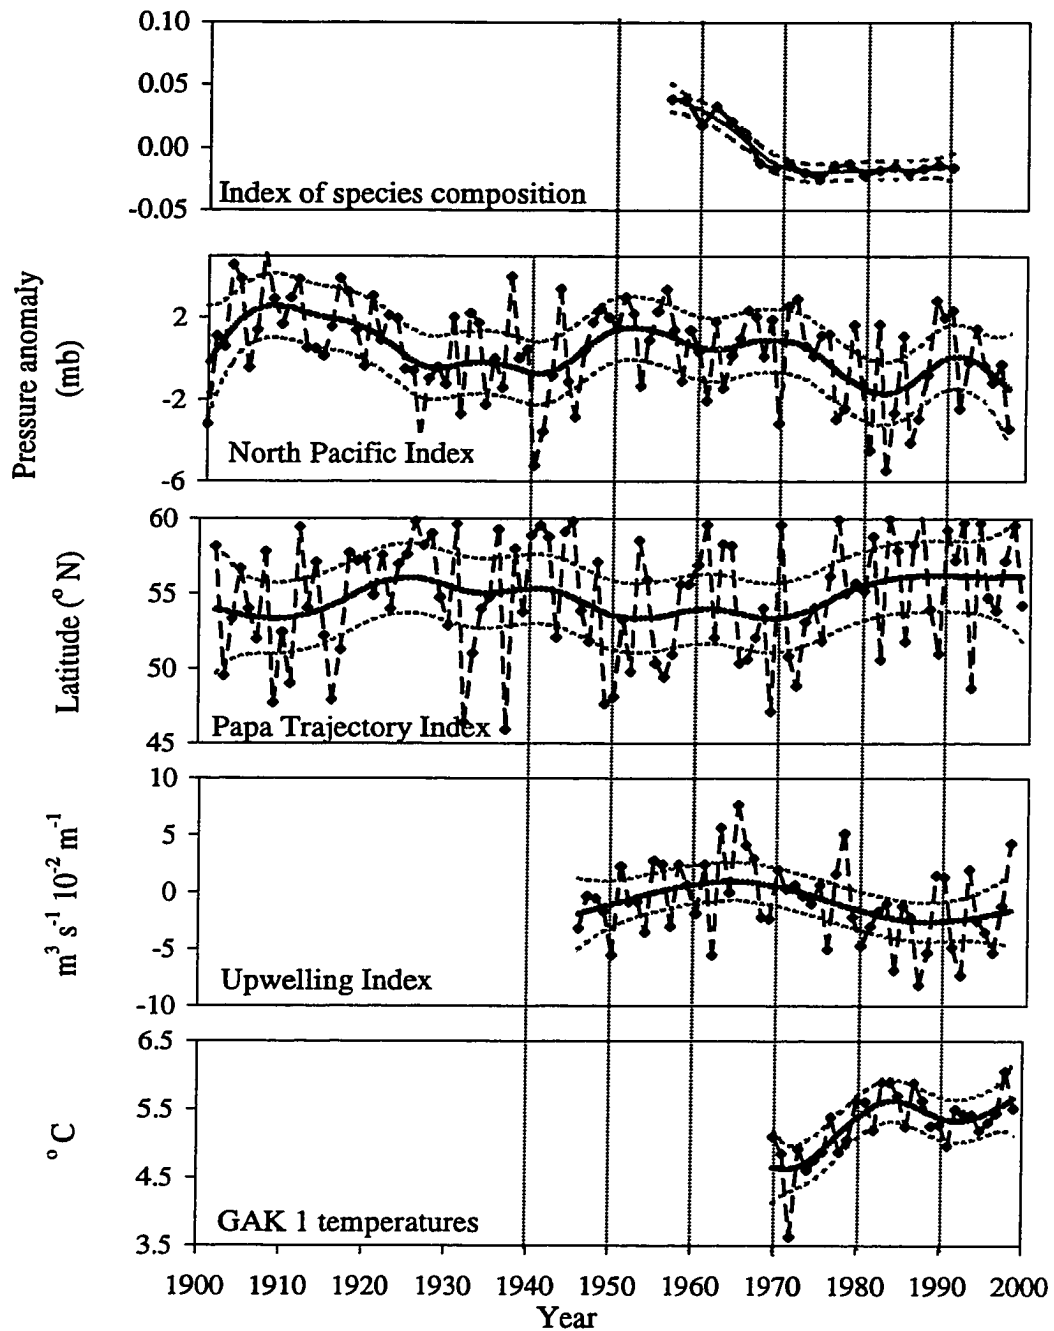 0.10
0.05
0.00
-0.05
Index of species composition
Pressure anomaly
(mb)
2
-2
-6
North Pacific Index
Latitude (° N)
60
55
50
45
Papa Trajectory Index
m³ s⁻¹ 10⁻² m⁻¹
10
5
0
-5
-10
Upwelling Index
° C
6.5
5.5
4.5
3.5
GAK 1 temperatures
1900 1910 1920 1930 1940 1950 1960 1970 1980 1990 2000
Year